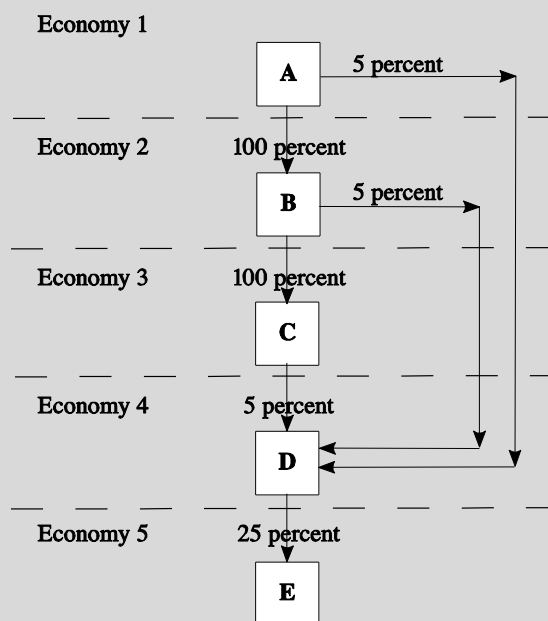 Economy 1
A
5 percent
Economy 2
100 percent
B
5 percent
Economy 3
100 percent
C
Economy 4
5 percent
D
Economy 5
25 percent
E